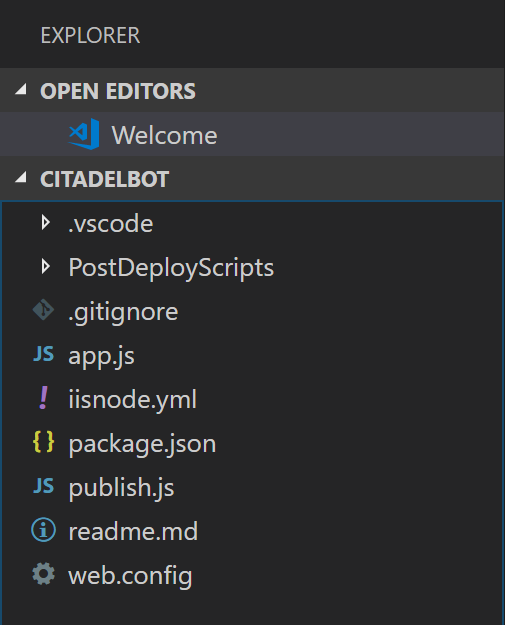 EXPLORER
OPEN EDITORS
Welcome
CITADELBOT
.vscode
PostDeployScripts
.gitignore
JS app.js
! iisnode.yml
{ } package.json
JS publish.js
i readme.md
web.config